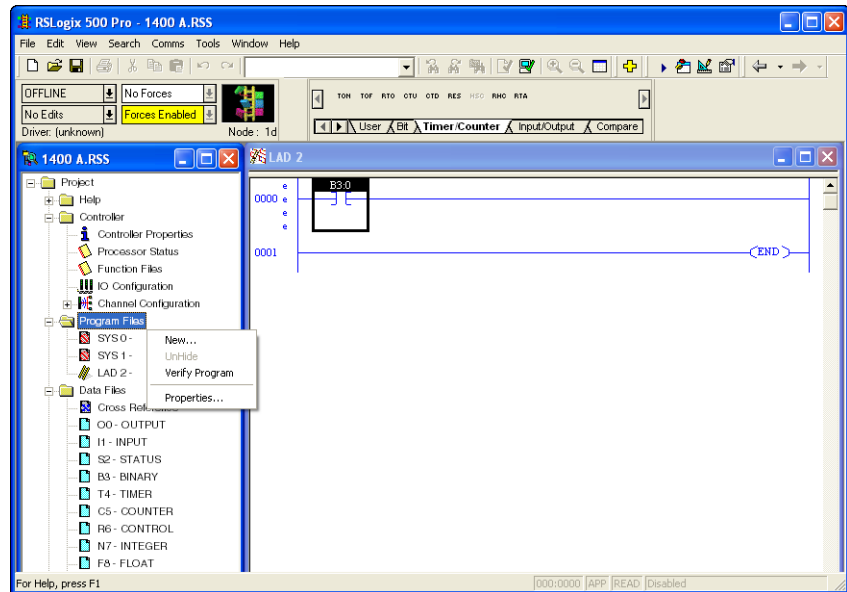 RSLogix 500 Pro - 1400 A.RSS
File Edit View Search Comms Tools Window Help
OFFLINE No Forces
No Edits Forces Enabled
Driver: (unknown) Node : 1d
TON TOF RTO CTU CTD RES HSC RHC RTA
User Bit Timer/Counter Input/Output Compare
1400 A.RSS
Project
Help
Controller
Controller Properties
Processor Status
Function Files
IO Configuration
Channel Configuration
Program Files
SYS 0 -
SYS 1 -
LAD 2 -
Data Files
Cross Reference
O0 - OUTPUT
I1 - INPUT
S2 - STATUS
B3 - BINARY
T4 - TIMER
C5 - COUNTER
R6 - CONTROL
N7 - INTEGER
F8 - FLOAT
New...
UnHide
Verify Program
Properties...
LAD 2
e B3:0
0000 e
e
e
0001 END
For Help, press F1 000:0000 APP READ Disabled